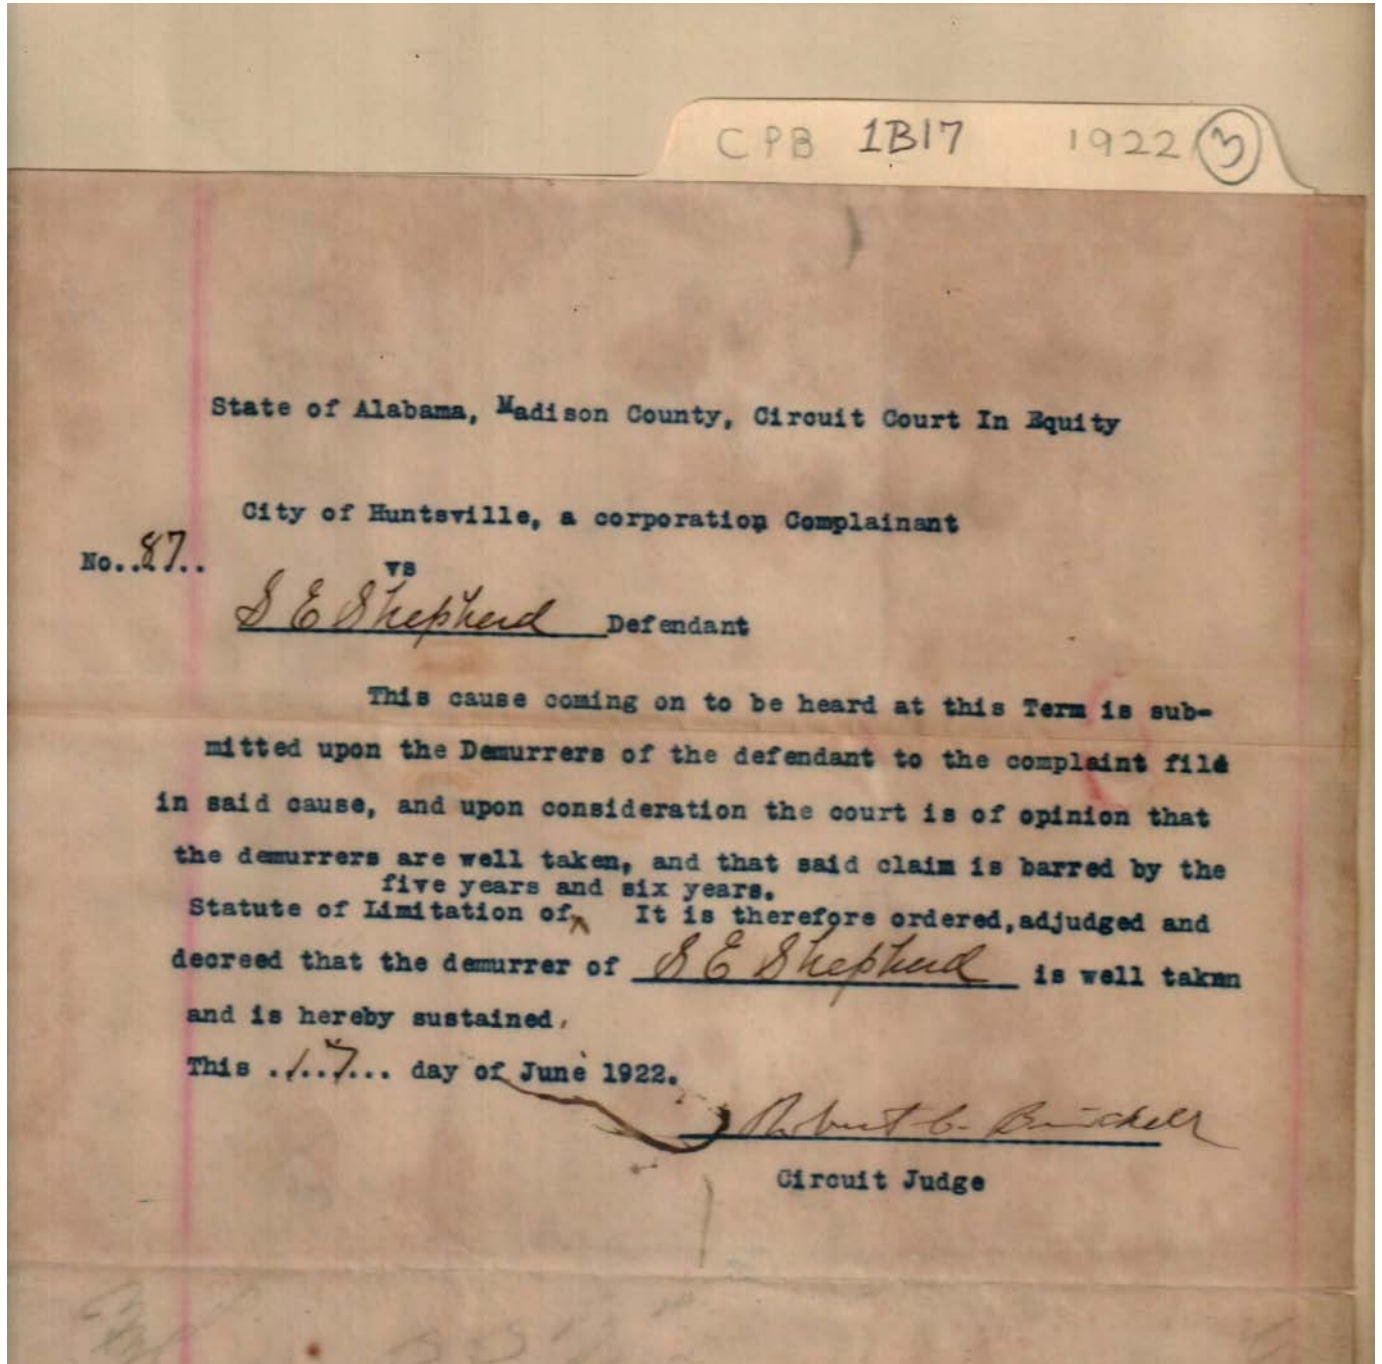 CPB 1B17 1922 3
State of Alabama, Madison County, Circuit Court In Equity
City of Huntsville, a corporation Complainant
No..87..
vs
S E Shepherd Defendant
This cause coming on to be heard at this Term is sub-
mitted upon the Demurrers of the defendant to the complaint file
in said cause, and upon consideration the court is of opinion that
the demurrers are well taken, and that said claim is barred by the
five years and six years.
Statute of Limitation of^ It is therefore ordered,adjudged and
decreed that the demurrer of S E Shepherd is well taken
and is hereby sustained.
This .17... day of June 1922.
Robert C. Brickell
Circuit Judge